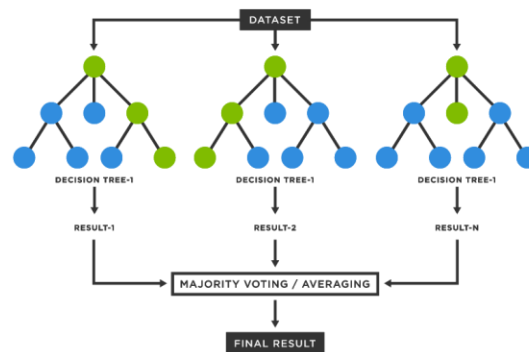 DATASET
DECISION TREE-1
DECISION TREE-1
DECISION TREE-1
RESULT-1
RESULT-2
RESULT-N
MAJORITY VOTING / AVERAGING
FINAL RESULT